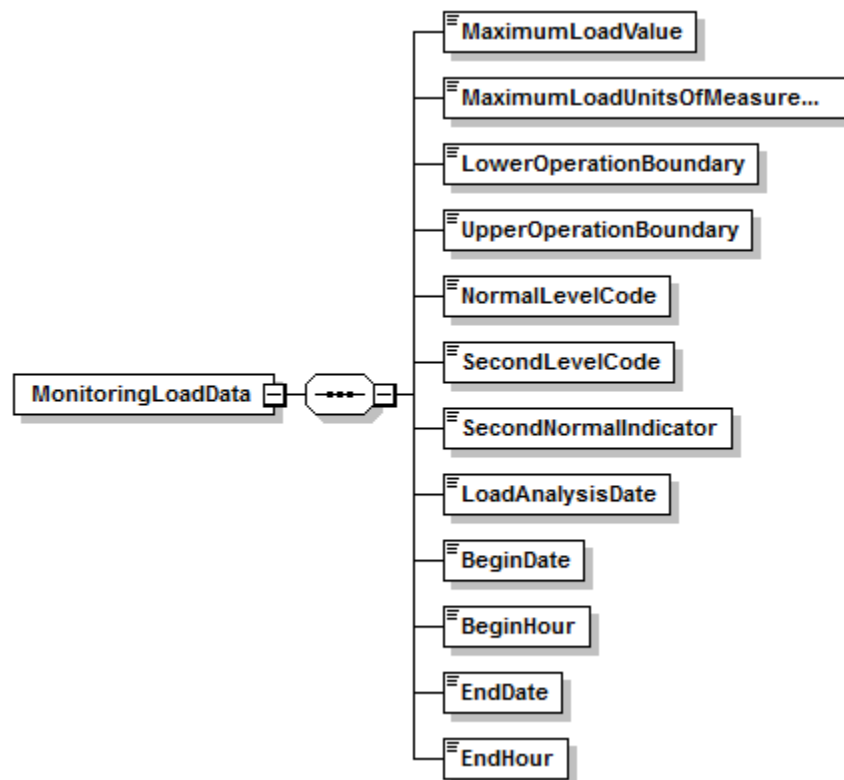 MaximumLoadValue
MaximumLoadUnitsOfMeasure...
LowerOperationBoundary
UpperOperationBoundary
NormalLevelCode
SecondLevelCode
MonitoringLoadData
SecondNormalIndicator
LoadAnalysisDate
BeginDate
BeginHour
EndDate
EndHour